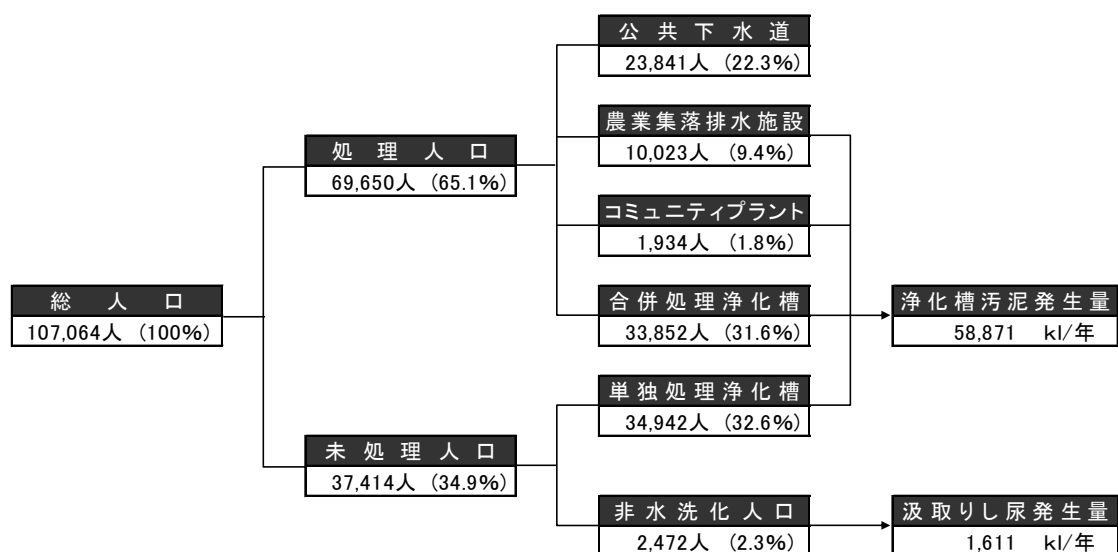 公共下水道
23,841人 (22.3%)
農業集落排水施設
10,023人 (9.4%)
処理人口
69,650人 (65.1%)
コミュニティプラント
1,934人 (1.8%)
総人口
107,064人 (100%)
合併処理浄化槽
33,852人 (31.6%)
浄化槽汚泥発生量
58,871 kl/年
単独処理浄化槽
34,942人 (32.6%)
未処理人口
37,414人 (34.9%)
非水洗化人口
2,472人 (2.3%)
汲取りし尿発生量
1,611 kl/年